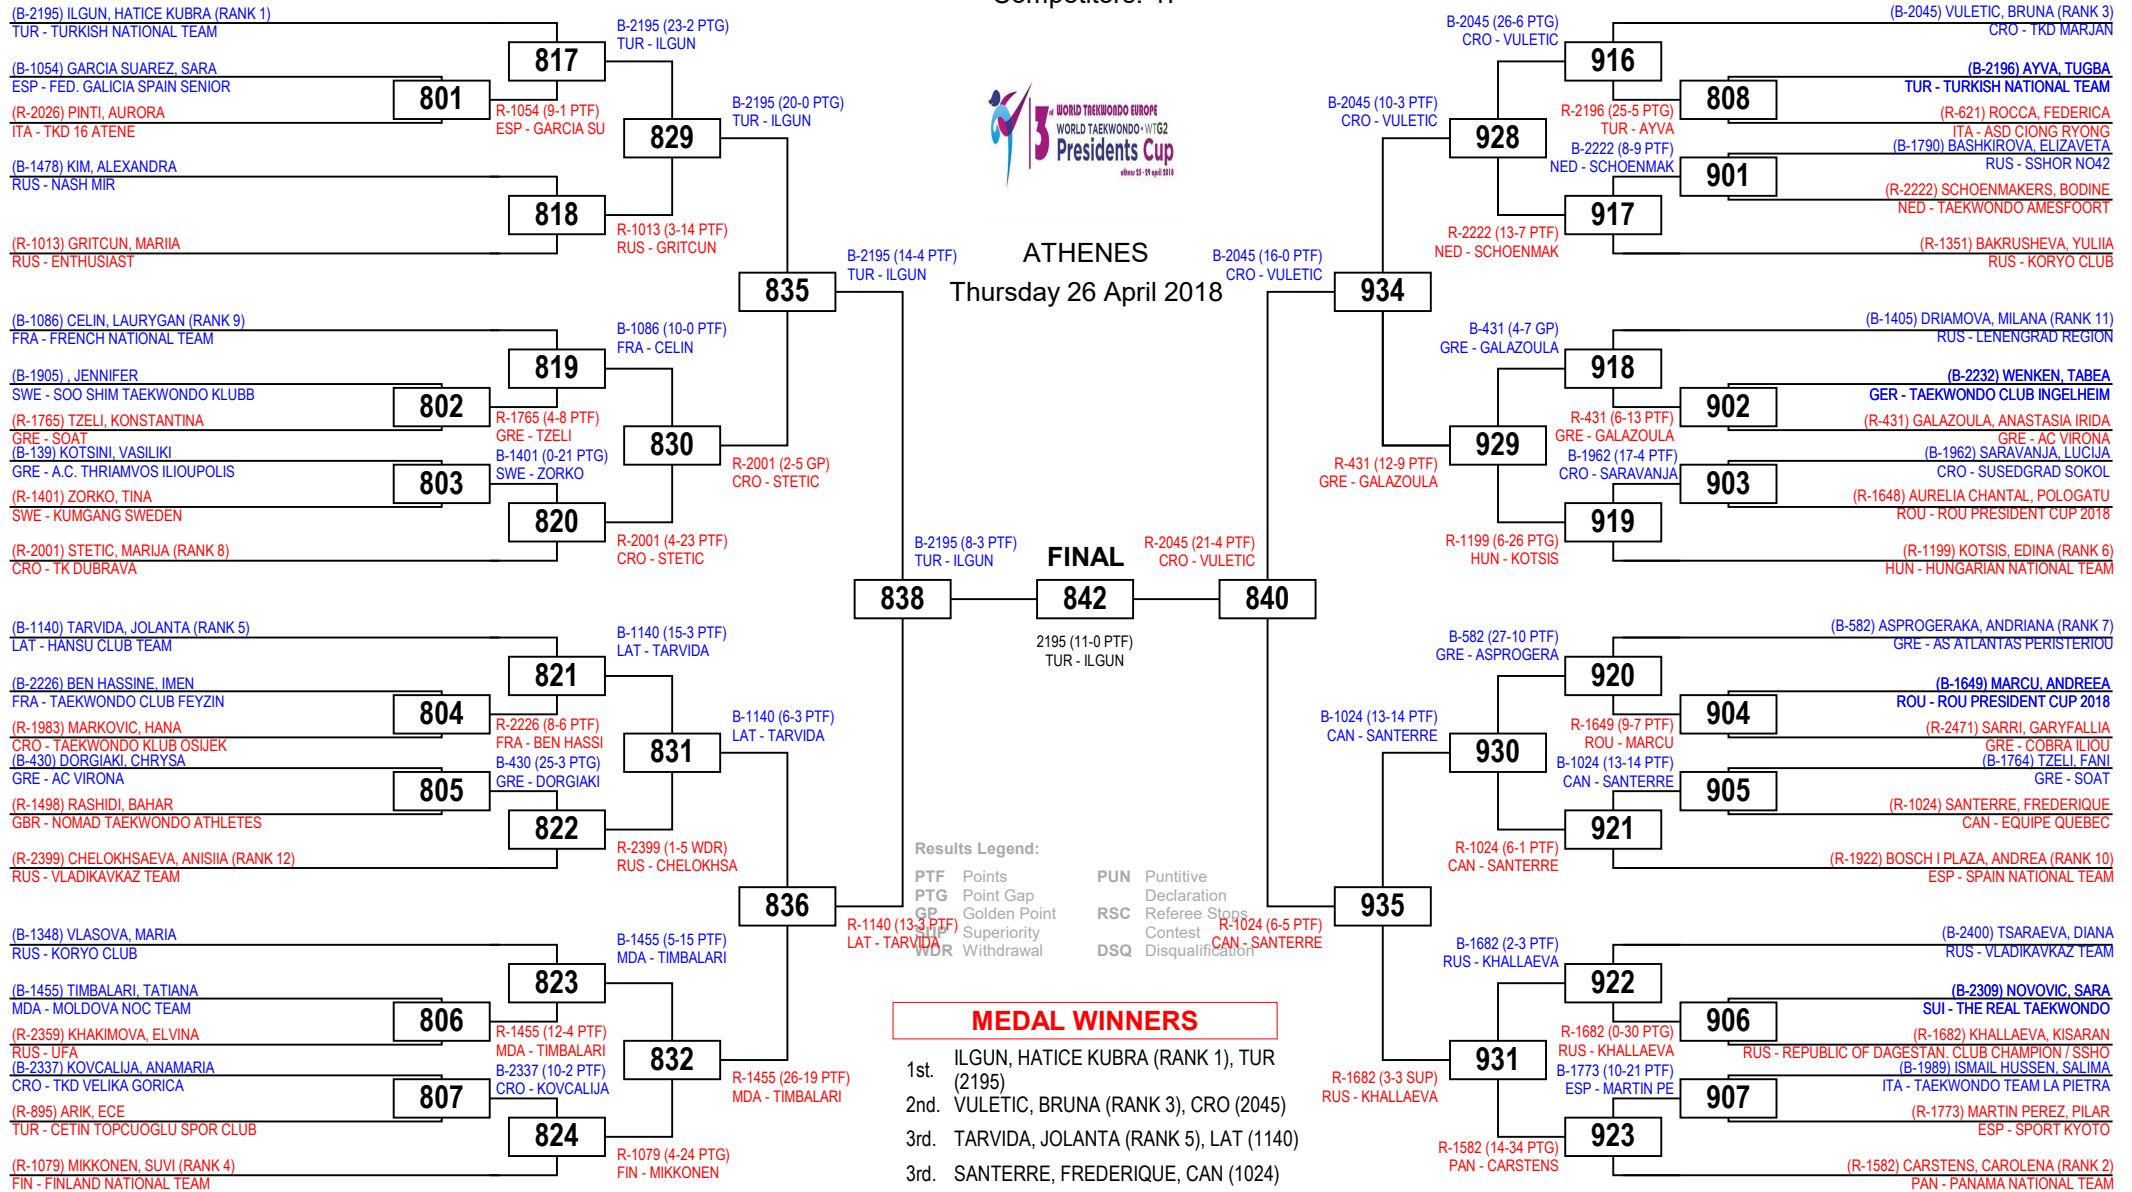 Competitors: 47
(B-2195) ILGUN, HATICE KUBRA (RANK 1)
TUR - TURKISH NATIONAL TEAM
(B-1054) GARCIA SUAREZ, SARA
ESP - FED. GALICIA SPAIN SENIOR
(R-2026) PINTI, AURORA
ITA - TKD 16 ATENE
(B-1478) KIM, ALEXANDRA
RUS - NASH MIR
(R-1013) GRITCUN, MARIIA
RUS - ENTHUSIAST
(B-1086) CELIN, LAURYGAN (RANK 9)
FRA - FRENCH NATIONAL TEAM
(B-1905) , JENNIFER
SWE - SOO SHIM TAEKWONDO KLUBB
(R-1765) TZELI, KONSTANTINA
GRE - SOAT
(B-139) KOTSINI, VASILIKI
GRE - A.C. THRIAMVOS ILIOUPOLIS
(R-1401) ZORKO, TINA
SWE - KUMGANG SWEDEN
(R-2001) STETIC, MARIJA (RANK 8)
CRO - TK DUBRAVA
(B-1140) TARVIDA, JOLANTA (RANK 5)
LAT - HANSU CLUB TEAM
(B-2226) BEN HASSINE, IMEN
FRA - TAEKWONDO CLUB FEYZIN
(R-1983) MARKOVIC, HANA
CRO - TAEKWONDO KLUB OSIJEK
(B-430) DORGIAKI, CHRYSA
GRE - AC VIRONA
(R-1498) RASHIDI, BAHAR
GBR - NOMAD TAEKWONDO ATHLETES
(R-2399) CHELOKHSAEVA, ANISIIA (RANK 12)
RUS - VLADIKAVKAZ TEAM
(B-1348) VLASOVA, MARIA
RUS - KORYO CLUB
(B-1455) TIMBALARI, TATIANA
MDA - MOLDOVA NOC TEAM
(R-2359) KHAKIMOVA, ELVINA
RUS - UFA
(B-2337) KOVCALIJA, ANAMARIA
CRO - TKD VELIKA GORICA
(R-895) ARIK, ECE
TUR - CETIN TOPCUOGLU SPOR CLUB
(R-1079) MIKKONEN, SUVI (RANK 4)
FIN - FINLAND NATIONAL TEAM
801
802
803
804
805
806
807
817
R-1054 (9-1 PTF)
ESP - GARCIA SU
818
819
R-1765 (4-8 PTF)
GRE - TZELI
B-1401 (0-21 PTG)
SWE - ZORKO
820
821
R-2226 (8-6 PTF)
FRA - BEN HASSI
B-430 (25-3 PTG)
GRE - DORGIAKI
822
823
R-1455 (12-4 PTF)
MDA - TIMBALARI
B-2337 (10-2 PTF)
CRO - KOVCALIJA
824
B-2195 (23-2 PTG)
TUR - ILGUN
829
R-1013 (3-14 PTF)
RUS - GRITCUN
B-1086 (10-0 PTF)
FRA - CELIN
830
R-2001 (4-23 PTF)
CRO - STETIC
B-1140 (15-3 PTF)
LAT - TARVIDA
831
R-2399 (1-5 WDR)
RUS - CHELOKHSA
B-1455 (5-15 PTF)
MDA - TIMBALARI
832
R-1079 (4-24 PTG)
FIN - MIKKONEN
B-2195 (20-0 PTG)
TUR - ILGUN
835
R-2001 (2-5 GP)
CRO - STETIC
B-1140 (6-3 PTF)
LAT - TARVIDA
836
R-1455 (26-19 PTF)
MDA - TIMBALARI
B-2195 (14-4 PTF)
TUR - ILGUN
838
R-1140 (13-3 PTF)
LAT - TARVIDA
3rd WORLD TAEKWONDO EUROPE
WORLD TAEKWONDO • WTG2
Presidents Cup
athens 25 - 29 april 2018
ATHENES
Thursday 26 April 2018
B-2195 (8-3 PTF)
TUR - ILGUN
FINAL
842
2195 (11-0 PTF)
TUR - ILGUN
R-2045 (21-4 PTF)
CRO - VULETIC
Results Legend:
PTF Points
PTG Point Gap
GP Golden Point
SUP Superiority
WDR Withdrawal
PUN Puntitive
Declaration
RSC Referee Stops
Contest
DSQ Disqualification
MEDAL WINNERS
1st. ILGUN, HATICE KUBRA (RANK 1), TUR
(2195)
2nd. VULETIC, BRUNA (RANK 3), CRO (2045)
3rd. TARVIDA, JOLANTA (RANK 5), LAT (1140)
3rd. SANTERRE, FREDERIQUE, CAN (1024)
B-2045 (16-0 PTF)
CRO - VULETIC
840
R-1024 (6-5 PTF)
CAN - SANTERRE
B-2045 (10-3 PTF)
CRO - VULETIC
934
R-431 (12-9 PTF)
GRE - GALAZOULA
B-1024 (13-14 PTF)
CAN - SANTERRE
935
R-1682 (3-3 SUP)
RUS - KHALLAEVA
B-2045 (26-6 PTG)
CRO - VULETIC
928
R-2222 (13-7 PTF)
NED - SCHOENMAK
B-431 (4-7 GP)
GRE - GALAZOULA
929
R-1199 (6-26 PTG)
HUN - KOTSIS
B-582 (27-10 PTF)
GRE - ASPROGERA
930
R-1024 (6-1 PTF)
CAN - SANTERRE
B-1682 (2-3 PTF)
RUS - KHALLAEVA
931
R-1582 (14-34 PTG)
PAN - CARSTENS
916
R-2196 (25-5 PTG)
TUR - AYVA
B-2222 (8-9 PTF)
NED - SCHOENMAK
917
918
R-431 (6-13 PTF)
GRE - GALAZOULA
B-1962 (17-4 PTF)
CRO - SARAVANJA
919
920
R-1649 (9-7 PTF)
ROU - MARCU
B-1024 (13-14 PTF)
CAN - SANTERRE
921
922
R-1682 (0-30 PTG)
RUS - KHALLAEVA
B-1773 (10-21 PTF)
ESP - MARTIN PE
923
808
901
902
903
904
905
906
907
(B-2045) VULETIC, BRUNA (RANK 3)
CRO - TKD MARJAN
(B-2196) AYVA, TUGBA
TUR - TURKISH NATIONAL TEAM
(R-621) ROCCA, FEDERICA
ITA - ASD CIONG RYONG
(B-1790) BASHKIROVA, ELIZAVETA
RUS - SSHOR NO42
(R-2222) SCHOENMAKERS, BODINE
NED - TAEKWONDO AMESFOORT
(R-1351) BAKRUSHEVA, YULIIA
RUS - KORYO CLUB
(B-1405) DRIAMOVA, MILANA (RANK 11)
RUS - LENENGRAD REGION
(B-2232) WENKEN, TABEA
GER - TAEKWONDO CLUB INGELHEIM
(R-431) GALAZOULA, ANASTASIA IRIDA
GRE - AC VIRONA
(B-1962) SARAVANJA, LUCIJA
CRO - SUSEDGRAD SOKOL
(R-1648) AURELIA CHANTAL, POLOGATU
ROU - ROU PRESIDENT CUP 2018
(R-1199) KOTSIS, EDINA (RANK 6)
HUN - HUNGARIAN NATIONAL TEAM
(B-582) ASPROGERAKA, ANDRIANA (RANK 7)
GRE - AS ATLANTAS PERISTERIOU
(B-1649) MARCU, ANDREEA
ROU - ROU PRESIDENT CUP 2018
(R-2471) SARRI, GARYFALLIA
GRE - COBRA ILIOU
(B-1764) TZELI, FANI
GRE - SOAT
(R-1024) SANTERRE, FREDERIQUE
CAN - EQUIPE QUEBEC
(R-1922) BOSCH I PLAZA, ANDREA (RANK 10)
ESP - SPAIN NATIONAL TEAM
(B-2400) TSARAEVA, DIANA
RUS - VLADIKAVKAZ TEAM
(B-2309) NOVOVIC, SARA
SUI - THE REAL TAEKWONDO
(R-1682) KHALLAEVA, KISARAN
RUS - REPUBLIC OF DAGESTAN. CLUB CHAMPION / SSHO
(B-1989) ISMAIL HUSSEN, SALIMA
ITA - TAEKWONDO TEAM LA PIETRA
(R-1773) MARTIN PEREZ, PILAR
ESP - SPORT KYOTO
(R-1582) CARSTENS, CAROLENA (RANK 2)
PAN - PANAMA NATIONAL TEAM